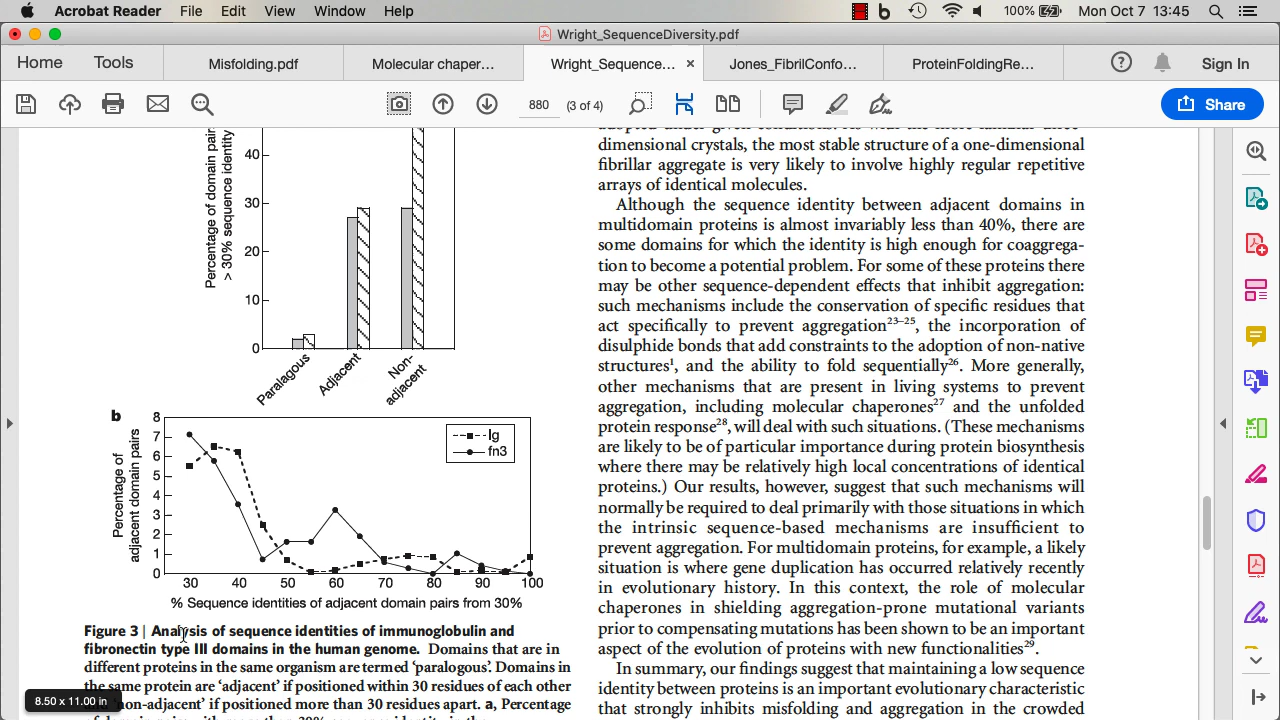 Acrobat Reader File Edit View Window Help 100% Mon Oct 7 13:45
Wright_SequenceDiversity.pdf
Home Tools Misfolding.pdf Molecular chaper... Wright_Sequence... × Jones_FibrilConfo... ProteinFoldingRe... Sign In
880 (3 of 4) Share
Percentage of domain pair
> 30% sequence identity
40
30
20
10
0
Paralagous
Adjacent
Non-
adjacent
b
Percentage of
adjacent domain pairs
8
7
6
5
4
3
2
1
0
Ig
fn3
30 40 50 60 70 80 90 100
% Sequence identities of adjacent domain pairs from 30%
Figure 3 | Analysis of sequence identities of immunoglobulin and
fibronectin type III domains in the human genome. Domains that are in
different proteins in the same organism are termed 'paralogous'. Domains in
the same protein are 'adjacent' if positioned within 30 residues of each other
'non-adjacent' if positioned more than 30 residues apart. a, Percentage
8.50 x 11.00 in
adopted under given conditions.
dimensional crystals, the most stable structure of a one-dimensional
fibrillar aggregate is very likely to involve highly regular repetitive
arrays of identical molecules.
Although the sequence identity between adjacent domains in
multidomain proteins is almost invariably less than 40%, there are
some domains for which the identity is high enough for coaggrega-
tion to become a potential problem. For some of these proteins there
may be other sequence-dependent effects that inhibit aggregation:
such mechanisms include the conservation of specific residues that
act specifically to prevent aggregation²³⁻²⁵, the incorporation of
disulphide bonds that add constraints to the adoption of non-native
structures¹, and the ability to fold sequentially²⁶. More generally,
other mechanisms that are present in living systems to prevent
aggregation, including molecular chaperones²⁷ and the unfolded
protein response²⁸, will deal with such situations. (These mechanisms
are likely to be of particular importance during protein biosynthesis
where there may be relatively high local concentrations of identical
proteins.) Our results, however, suggest that such mechanisms will
normally be required to deal primarily with those situations in which
the intrinsic sequence-based mechanisms are insufficient to
prevent aggregation. For multidomain proteins, for example, a likely
situation is where gene duplication has occurred relatively recently
in evolutionary history. In this context, the role of molecular
chaperones in shielding aggregation-prone mutational variants
prior to compensating mutations has been shown to be an important
aspect of the evolution of proteins with new functionalities²⁹.
In summary, our findings suggest that maintaining a low sequence
identity between proteins is an important evolutionary characteristic
that strongly inhibits misfolding and aggregation in the crowded